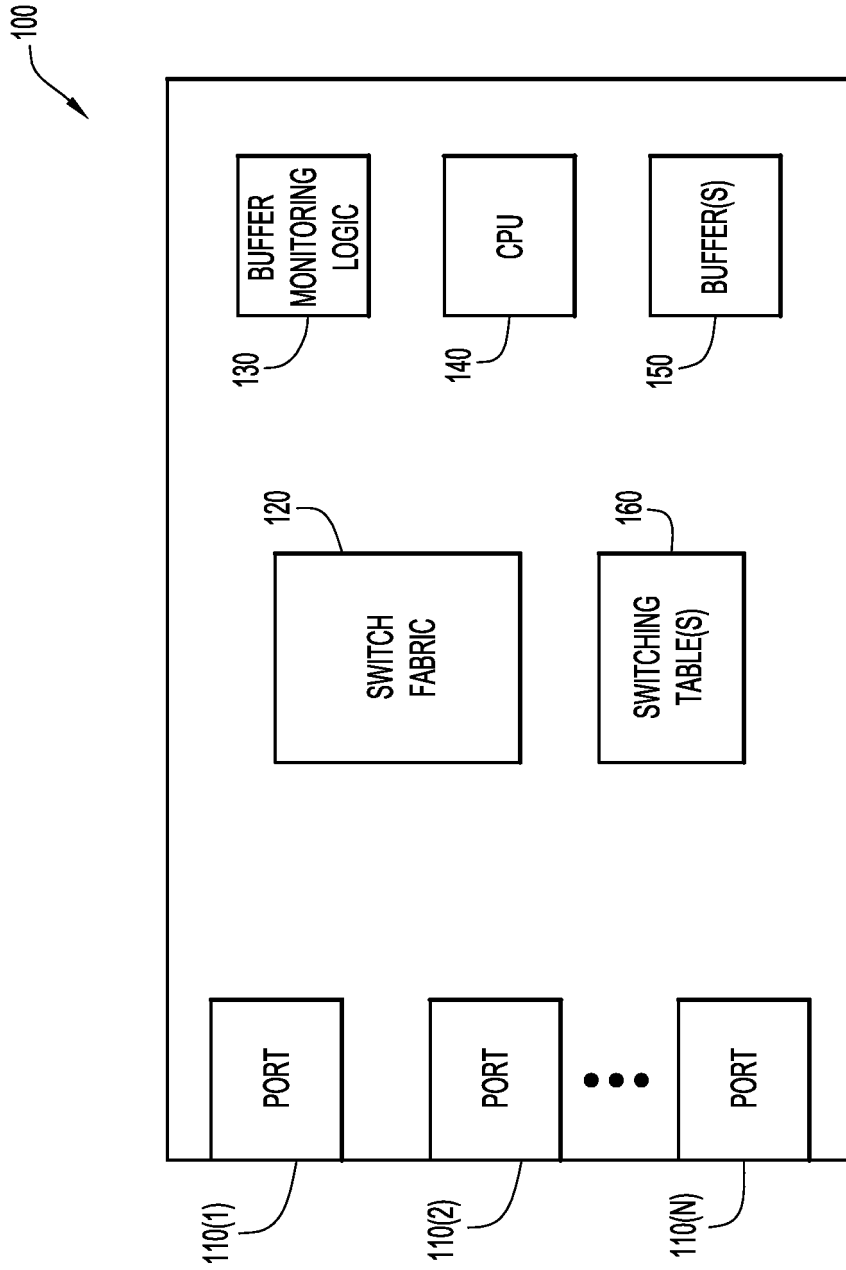 100
110(1)
PORT
110(2)
PORT
110(N)
PORT
120
SWITCH
FABRIC
160
SWITCHING
TABLE(S)
130
BUFFER
MONITORING
LOGIC
140
CPU
150
BUFFER(S)